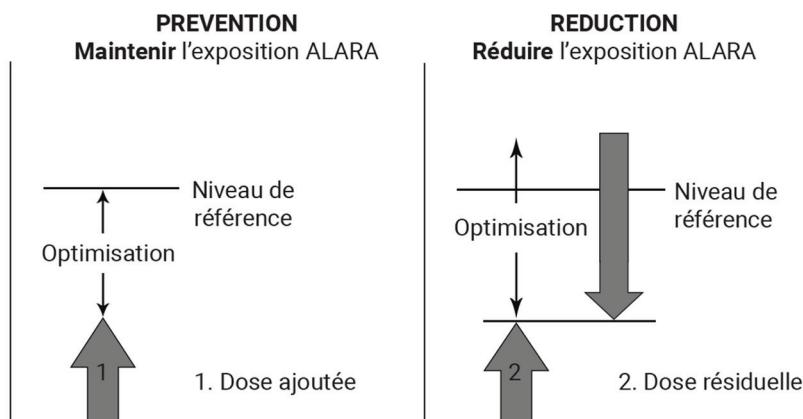 PREVENTION
Maintenir l'exposition ALARA
Niveau de
référence
Optimisation
1
1. Dose ajoutée
REDUCTION
Réduire l'exposition ALARA
Niveau de
référence
Optimisation
2
2. Dose résiduelle